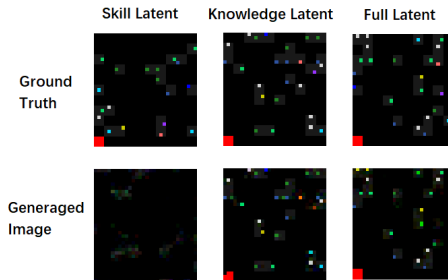 Skill Latent Knowledge Latent Full Latent
Ground
Truth
Generaged
Image